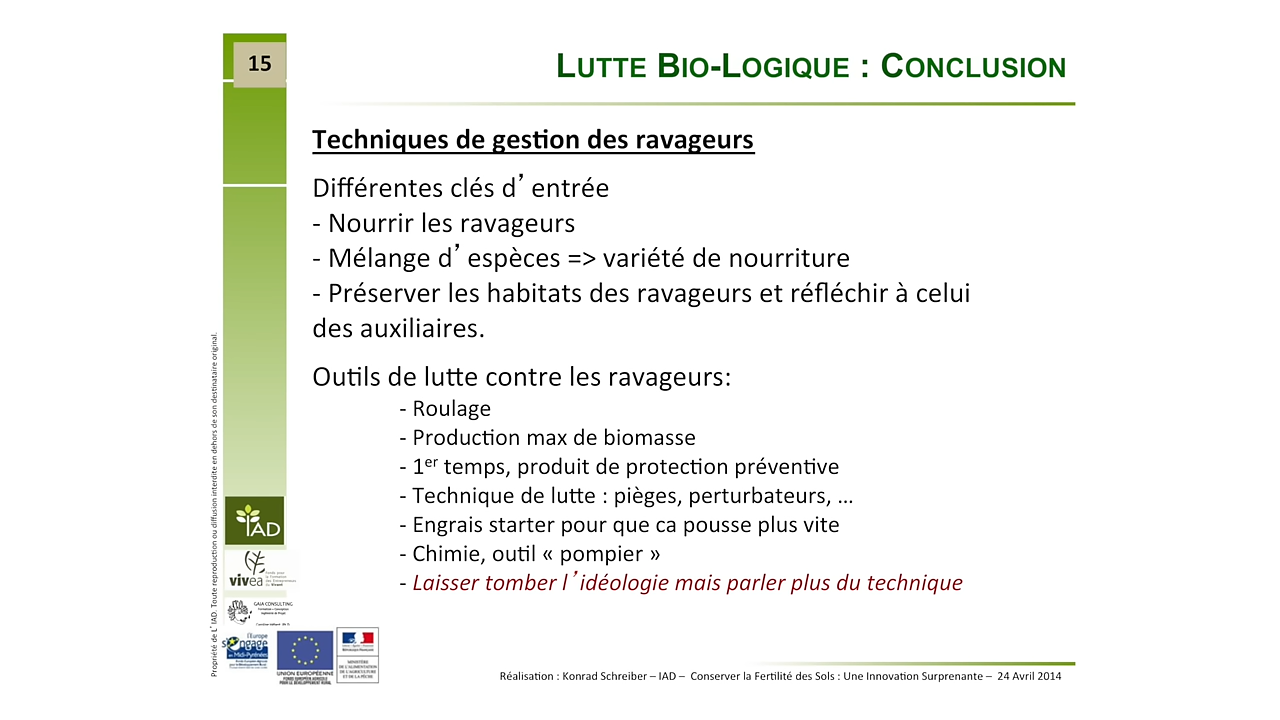 15
LUTTE BIO-LOGIQUE : CONCLUSION
Techniques de gestion des ravageurs
Différentes clés d’entrée
- Nourrir les ravageurs
- Mélange d’espèces => variété de nourriture
- Préserver les habitats des ravageurs et réfléchir à celui
des auxiliaires.
Outils de lutte contre les ravageurs:
- Roulage
- Production max de biomasse
- 1er temps, produit de protection préventive
- Technique de lutte : pièges, perturbateurs, ...
- Engrais starter pour que ca pousse plus vite
- Chimie, outil « pompier »
- Laisser tomber l’idéologie mais parler plus du technique
Propriété de L’IAD. Toute reproduction ou diffusion interdite en dehors de son destinataire original.
IAD
vivea
GAIA CONSULTING
l'Europe
s'engage
en Midi-Pyrénées
UNION EUROPÉENNE
Réalisation : Konrad Schreiber – IAD – Conserver la Fertilité des Sols : Une Innovation Surprenante – 24 Avril 2014